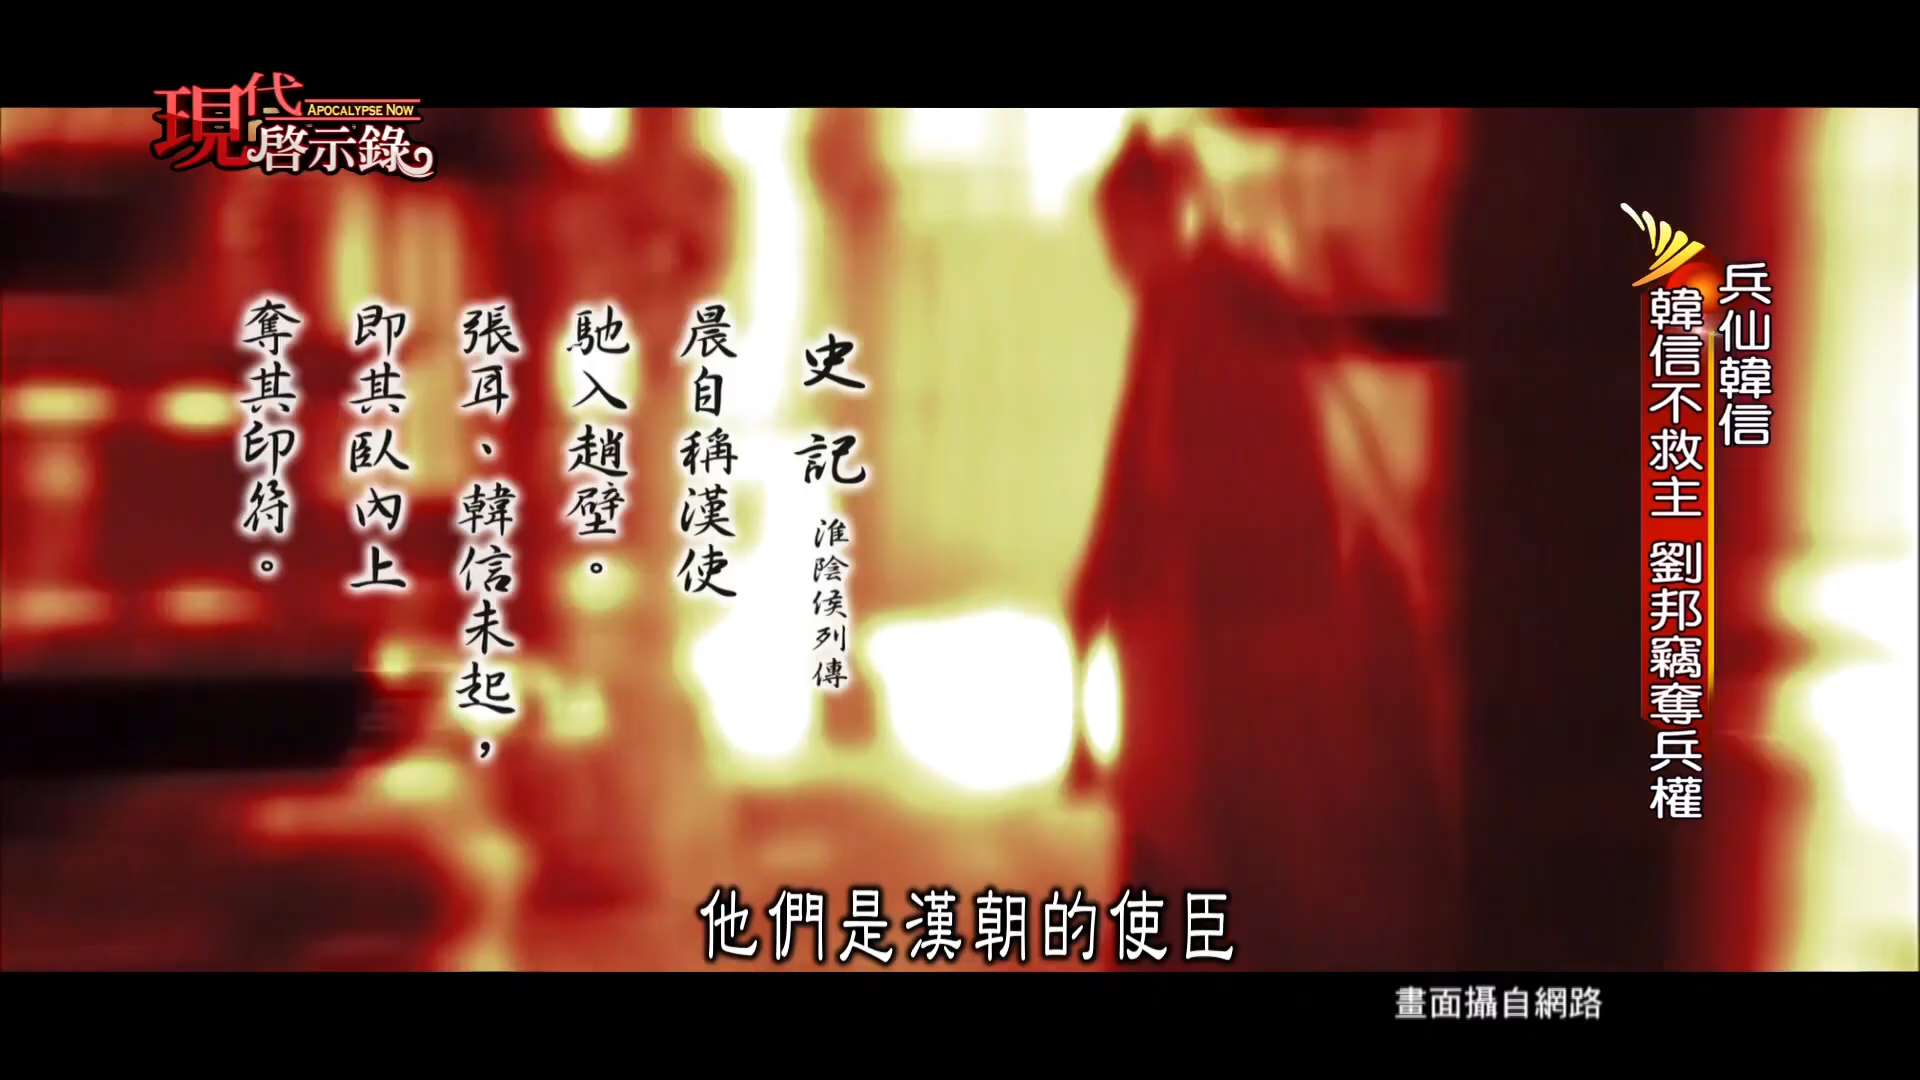 現代
APOCALYPSE NOW
啓示錄
兵仙韓信
韓信不救主 劉邦竊奪兵權
史記 淮陰侯列傳
晨自稱漢使
馳入趙壁。
張耳、韓信未起，
即其臥內上
奪其印符。
他們是漢朝的使臣
畫面攝自網路